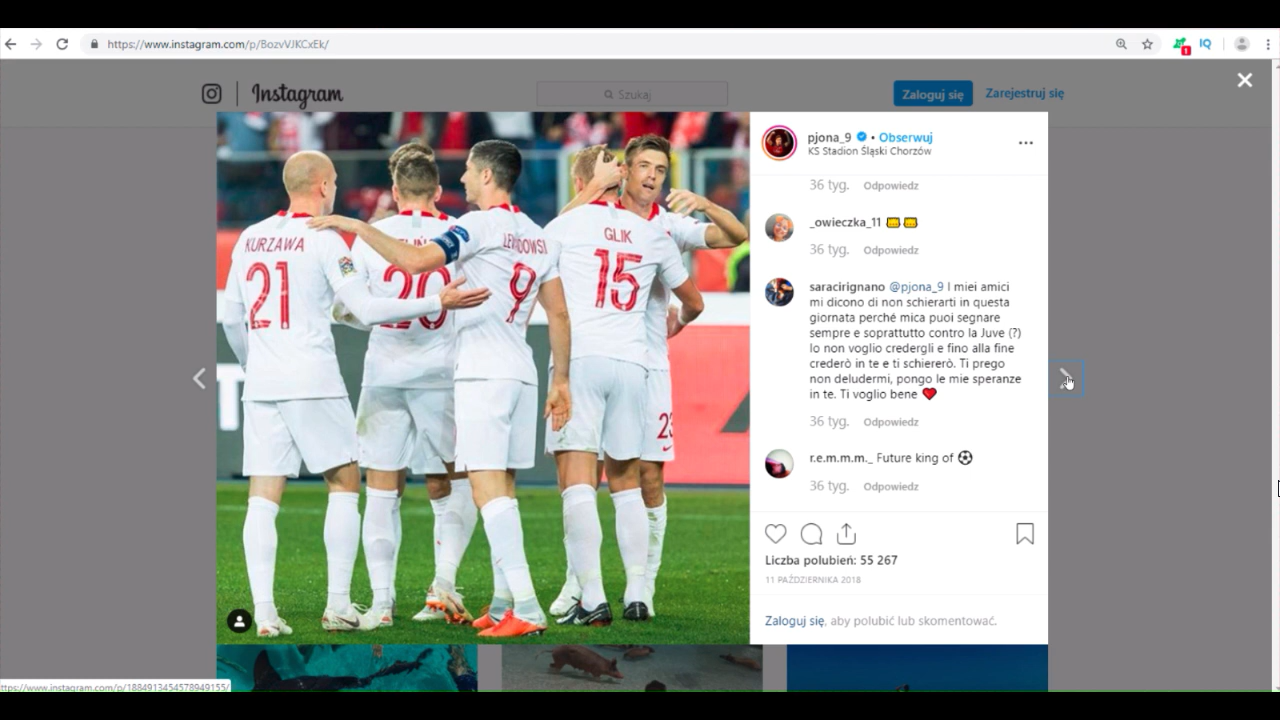 https://www.instagram.com/p/BozvVJKCxEk/
1
IQ
Instagram
Szukaj
Zaloguj się
Zarejestruj się
pjona_9 • Obserwuj
KS Stadion Śląski Chorzów
36 tyg. Odpowiedz
_owieczka_11
36 tyg. Odpowiedz
saracirignano @pjona_9 I miei amici
mi dicono di non schierarti in questa
giornata perché mica puoi segnare
sempre e soprattutto contro la Juve (?)
Io non voglio credergli e fino alla fine
crederò in te e ti schiererò. Ti prego
non deludermi, pongo le mie speranze
in te. Ti voglio bene ❤
36 tyg. Odpowiedz
r.e.m.m.m._ Future king of ⚽
36 tyg. Odpowiedz
Liczba polubień: 55 267
11 PAŹDZIERNIKA 2018
Zaloguj się, aby polubić lub skomentować.
KURZAWA
21
20
9
GLIK
15
23
ttps://www.instagram.com/p/1884913454578949155/